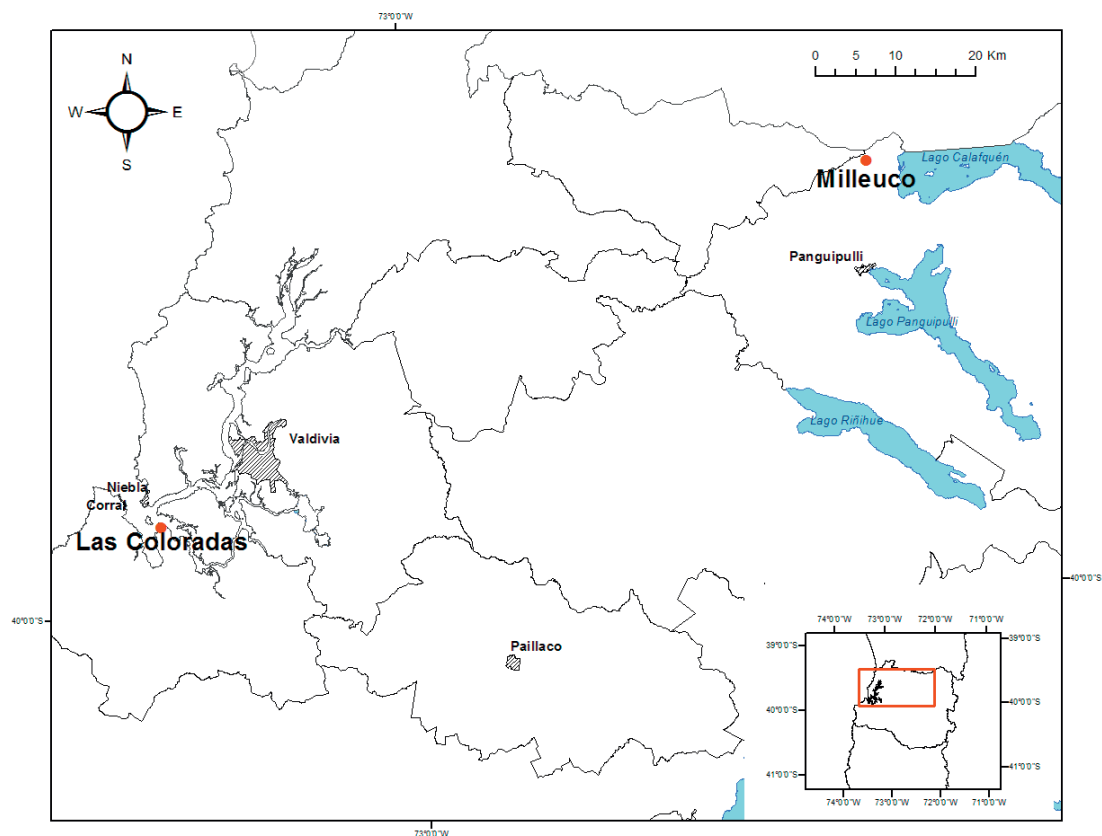 73°0'0"W
N
W
E
S
0 5 10 20 Km
Lago Calafquén
Milleuco
Panguipulli
Lago Panguipulli
Lago Riñihue
Valdivia
Niebla
Corral
Las Coloradas
40°0'0"S
40°0'0"S
Paillaco
74°0'0"W 73°0'0"W 72°0'0"W 71°0'0"W
39°0'0"S
39°0'0"S
40°0'0"S
40°0'0"S
41°0'0"S
41°0'0"S
74°0'0"W 73°0'0"W 72°0'0"W 71°0'0"W
73°0'0"W